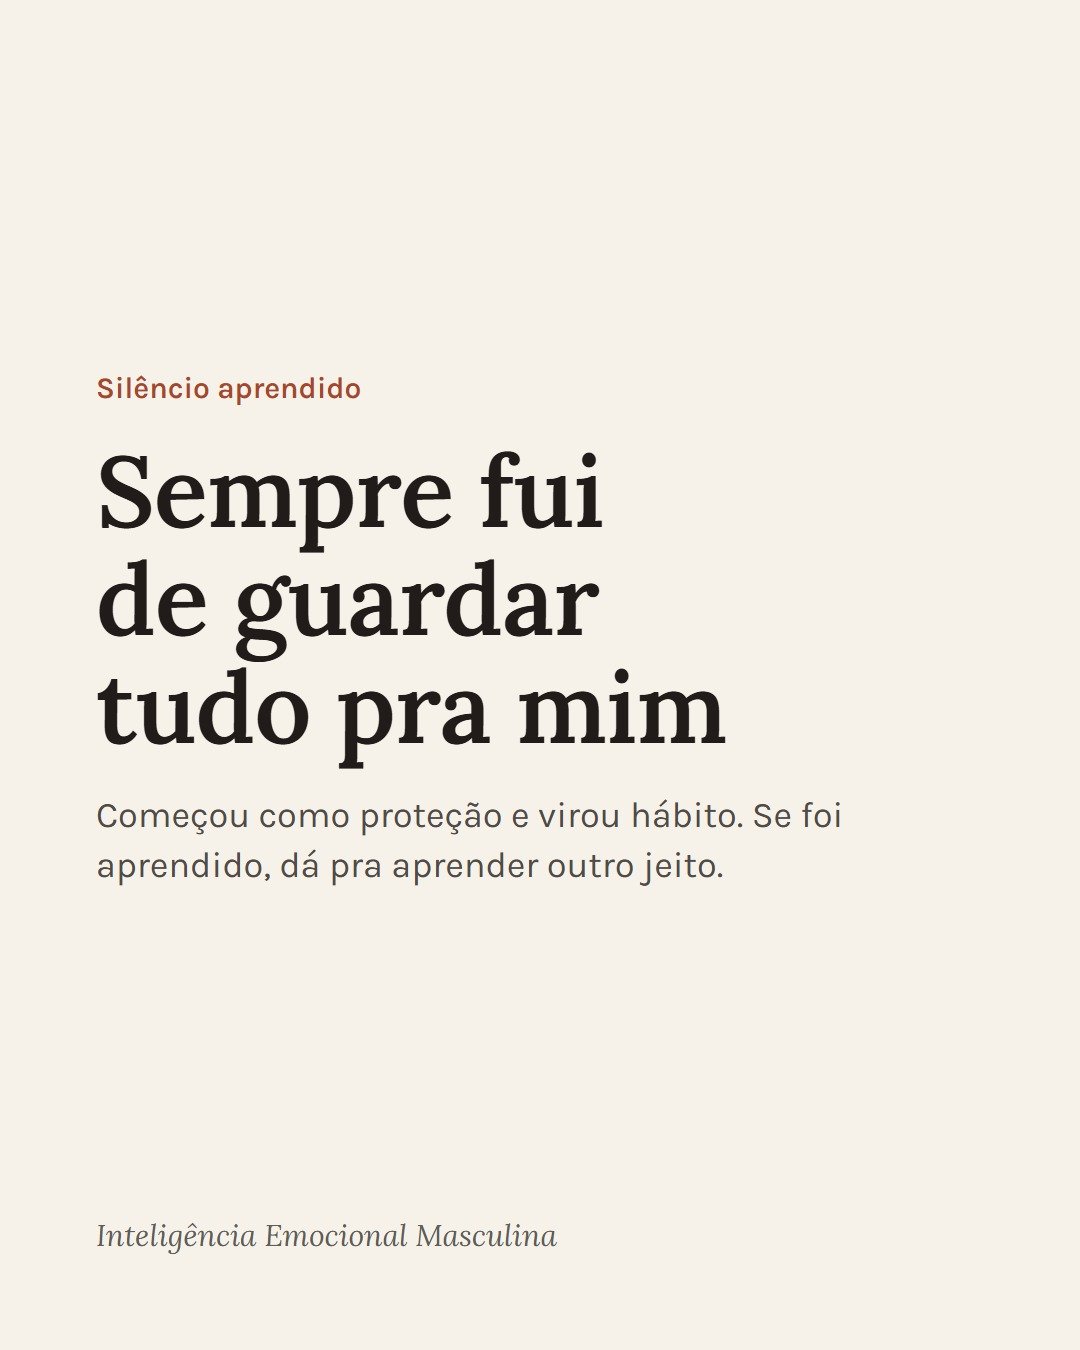 Silêncio aprendido
Sempre fui
de guardar
tudo pra mim
Começou como proteção e virou hábito. Se foi
aprendido, dá pra aprender outro jeito.
Inteligência Emocional Masculina